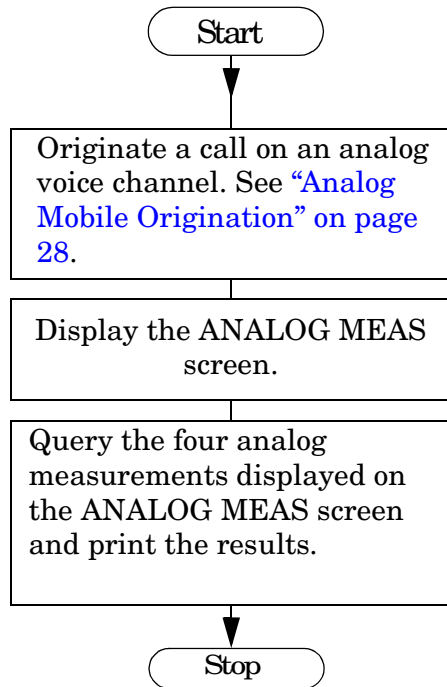 Start
Originate a call on an analog
voice channel. See “Analog
Mobile Origination” on page
28.
Display the ANALOG MEAS
screen.
Query the four analog
measurements displayed on
the ANALOG MEAS screen
and print the results.
Stop